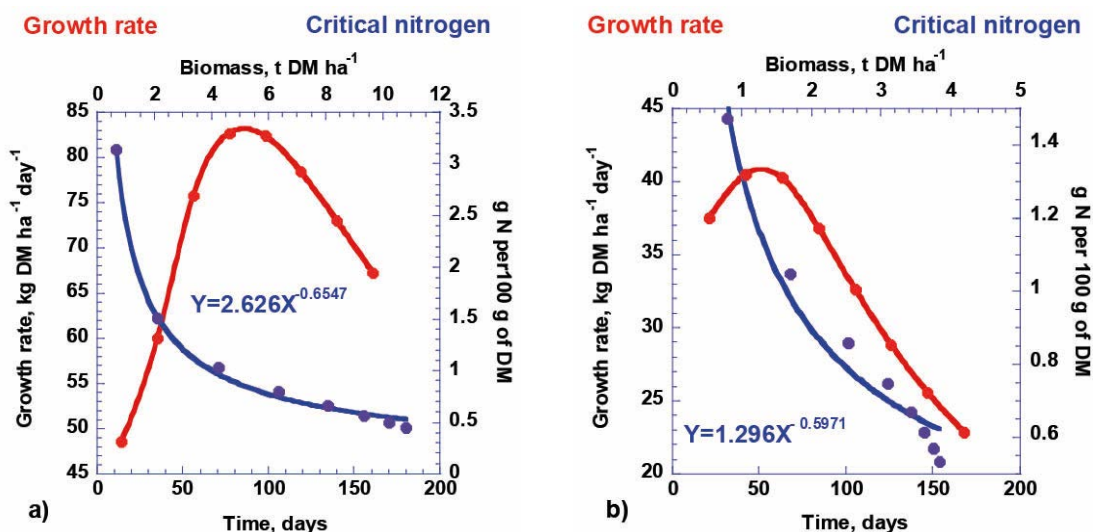 Growth rate Critical nitrogen
Biomass, t DM ha-1
0 2 4 6 8 10 12
85
80
75
70
65
60
55
50
45
Growth rate, kg DM ha-1 day-1
3.5
3
2.5
2
1.5
1
0.5
0
g N per100 g of DM
Y=2.626X-0.6547
0 50 100 150 200
a) Time, days
Growth rate Critical nitrogen
Biomass, t DM ha-1
0 1 2 3 4 5
45
40
35
30
25
20
Growth rate, kg DM ha-1 day-1
1.4
1.2
1
0.8
0.6
g N per 100 g of DM
Y=1.296X- 0.5971
0 50 100 150 200
b) Time, days